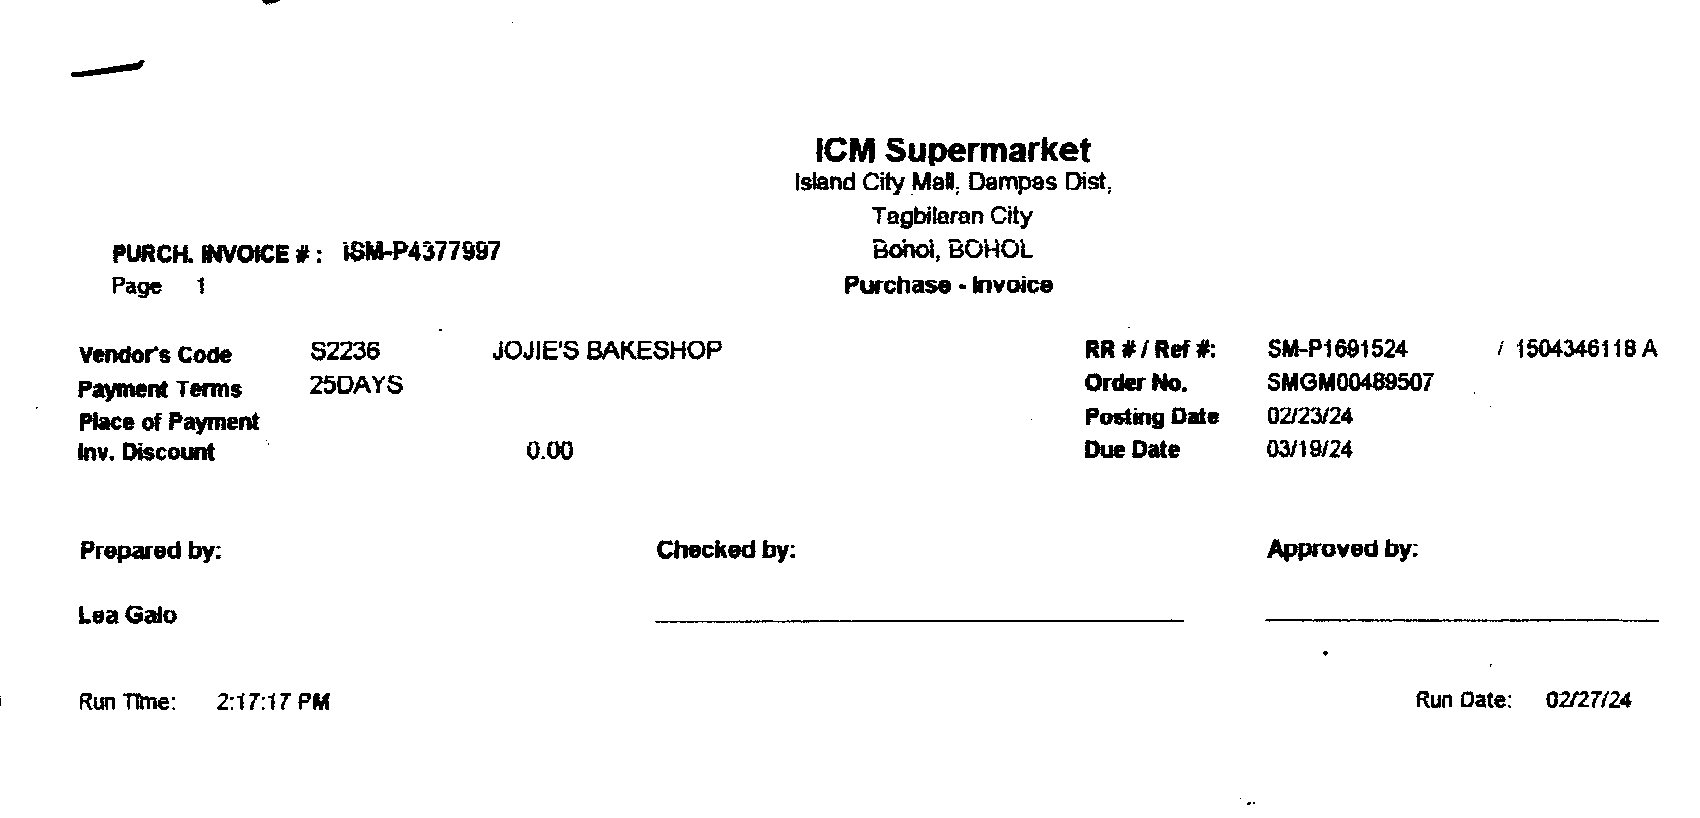 ICM Supermarket
Island City Mall, Dampas Dist,
Tagbilaran City
Bohol, BOHOL
PURCH. INVOICE # : ISM-P4377997
Page 1
Purchase - Invoice
Vendor's Code S2236 JOJIE'S BAKESHOP RR # / Ref #: SM-P1691524 / 1504346118 A
Payment Terms 25DAYS Order No. SMGM00489507
Place of Payment Posting Date 02/23/24
Inv. Discount 0.00 Due Date 03/19/24
Prepared by: Checked by: Approved by:
Lea Galo
Run Time: 2:17:17 PM Run Date: 02/27/24